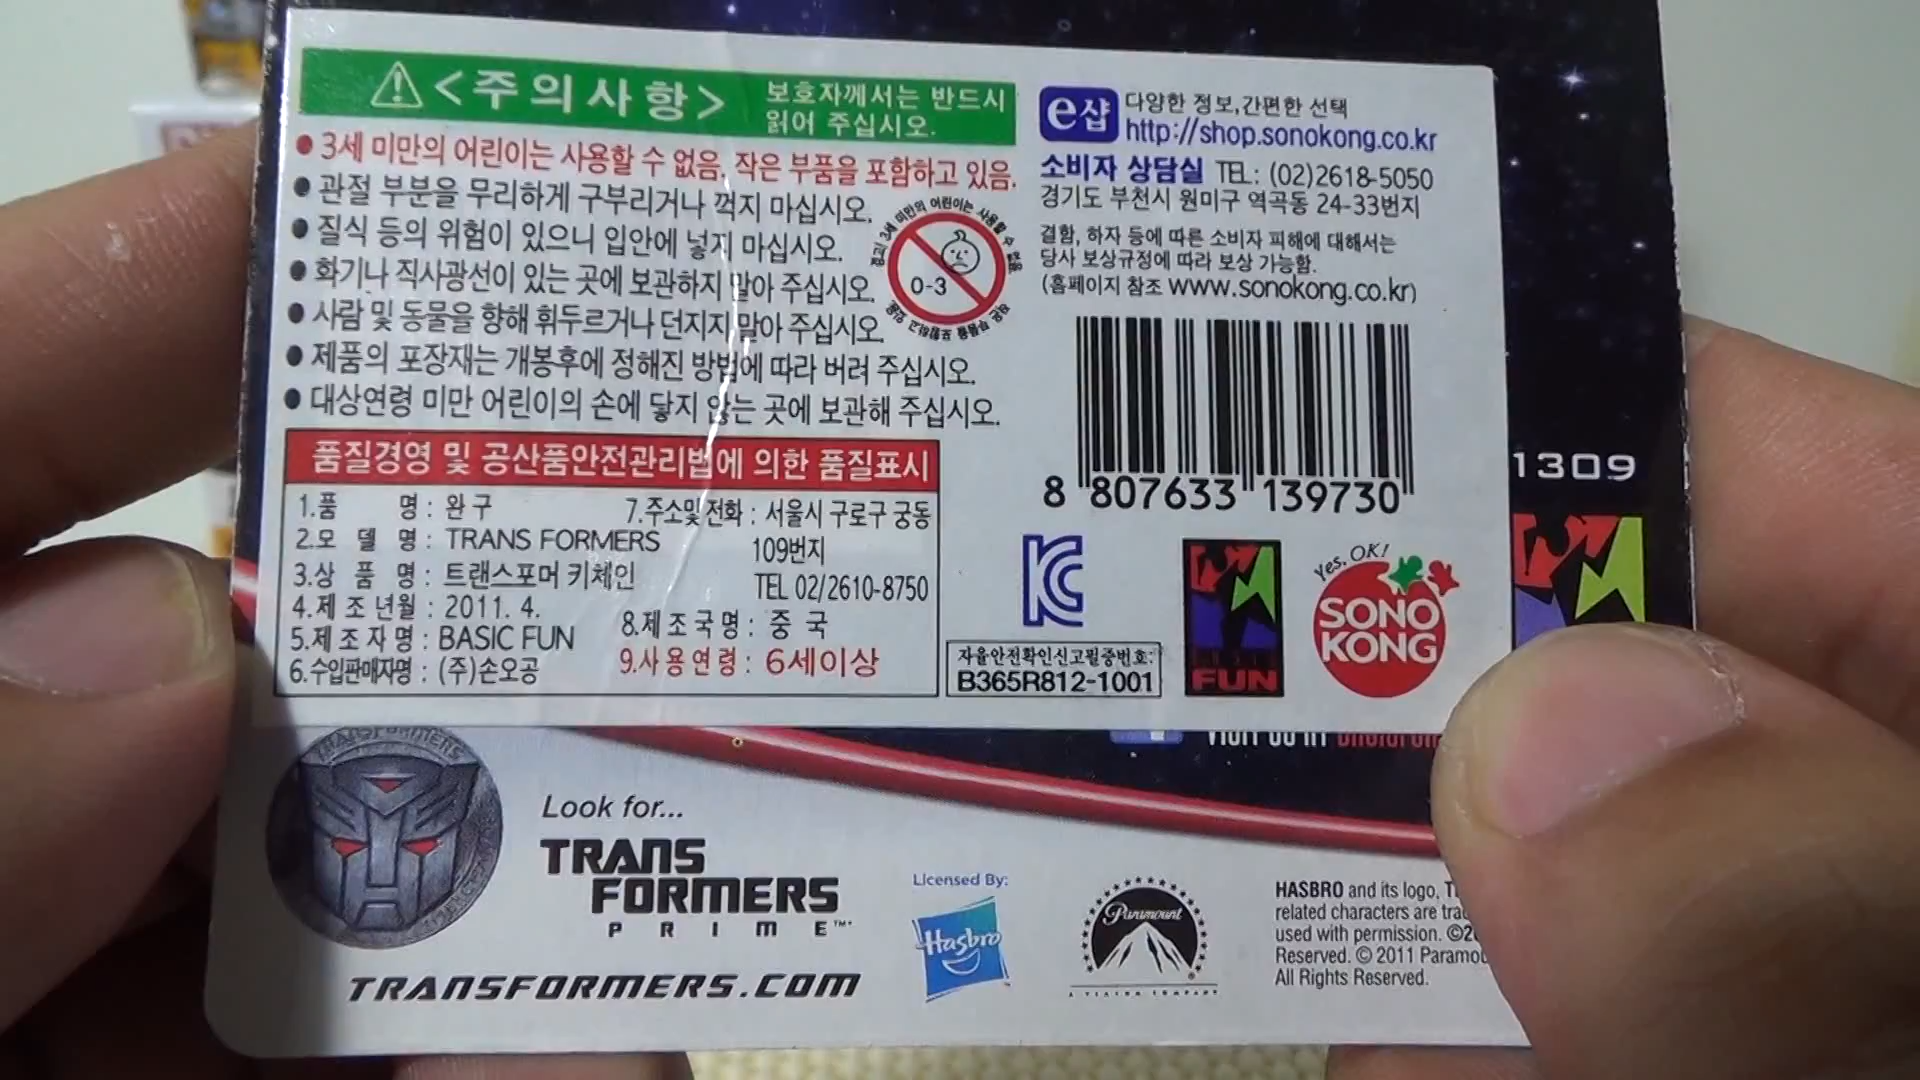 <주의사항>
보호자께서는 반드시
읽어 주십시오.
● 3세 미만의 어린이는 사용할 수 없음. 작은 부품을 포함하고 있음.
● 관절 부분을 무리하게 구부리거나 꺽지 마십시오.
● 질식 등의 위험이 있으니 입안에 넣지 마십시오.
● 화기나 직사광선이 있는 곳에 보관하지 말아 주십시오.
● 사람 및 동물을 향해 휘두르거나 던지지 말아 주십시오.
● 제품의 포장재는 개봉후에 정해진 방법에 따라 버려 주십시오.
● 대상연령 미만 어린이의 손에 닿지 않는 곳에 보관해 주십시오.
0-3
e샵
다양한 정보,간편한 선택
http://shop.sonokong.co.kr
소비자 상담실 TEL: (02)2618-5050
경기도 부천시 원미구 역곡동 24-33번지
결함, 하자 등에 따른 소비자 피해에 대해서는
당사 보상규정에 따라 보상 가능함.
(홈페이지 참조 www.sonokong.co.kr)
8 807633 139730
1309
품질경영 및 공산품안전관리법에 의한 품질표시
1.품 명 : 완구
2.모 델 명 : TRANS FORMERS
3.상 품 명 : 트랜스포머 키체인
4.제 조 년월 : 2011. 4.
5.제 조 자 명 : BASIC FUN
6.수입판매자명 : (주)손오공
7.주소및 전화 : 서울시 구로구 궁동
109번지
TEL 02/2610-8750
8.제 조 국 명 : 중 국
9.사 용 연 령 : 6세이상
자율안전확인신고필증번호:
B365R812-1001
FUN
Yes, OK!
SONO
KONG
Look for...
TRANS
FORMERS
PRIME™
TRANSFORMERS.COM
Licensed By:
Hasbro
Paramount
A VIACOM COMPANY
HASBRO and its logo,
related characters are
used with permission.
Reserved. © 2011
All Rights Reserved.